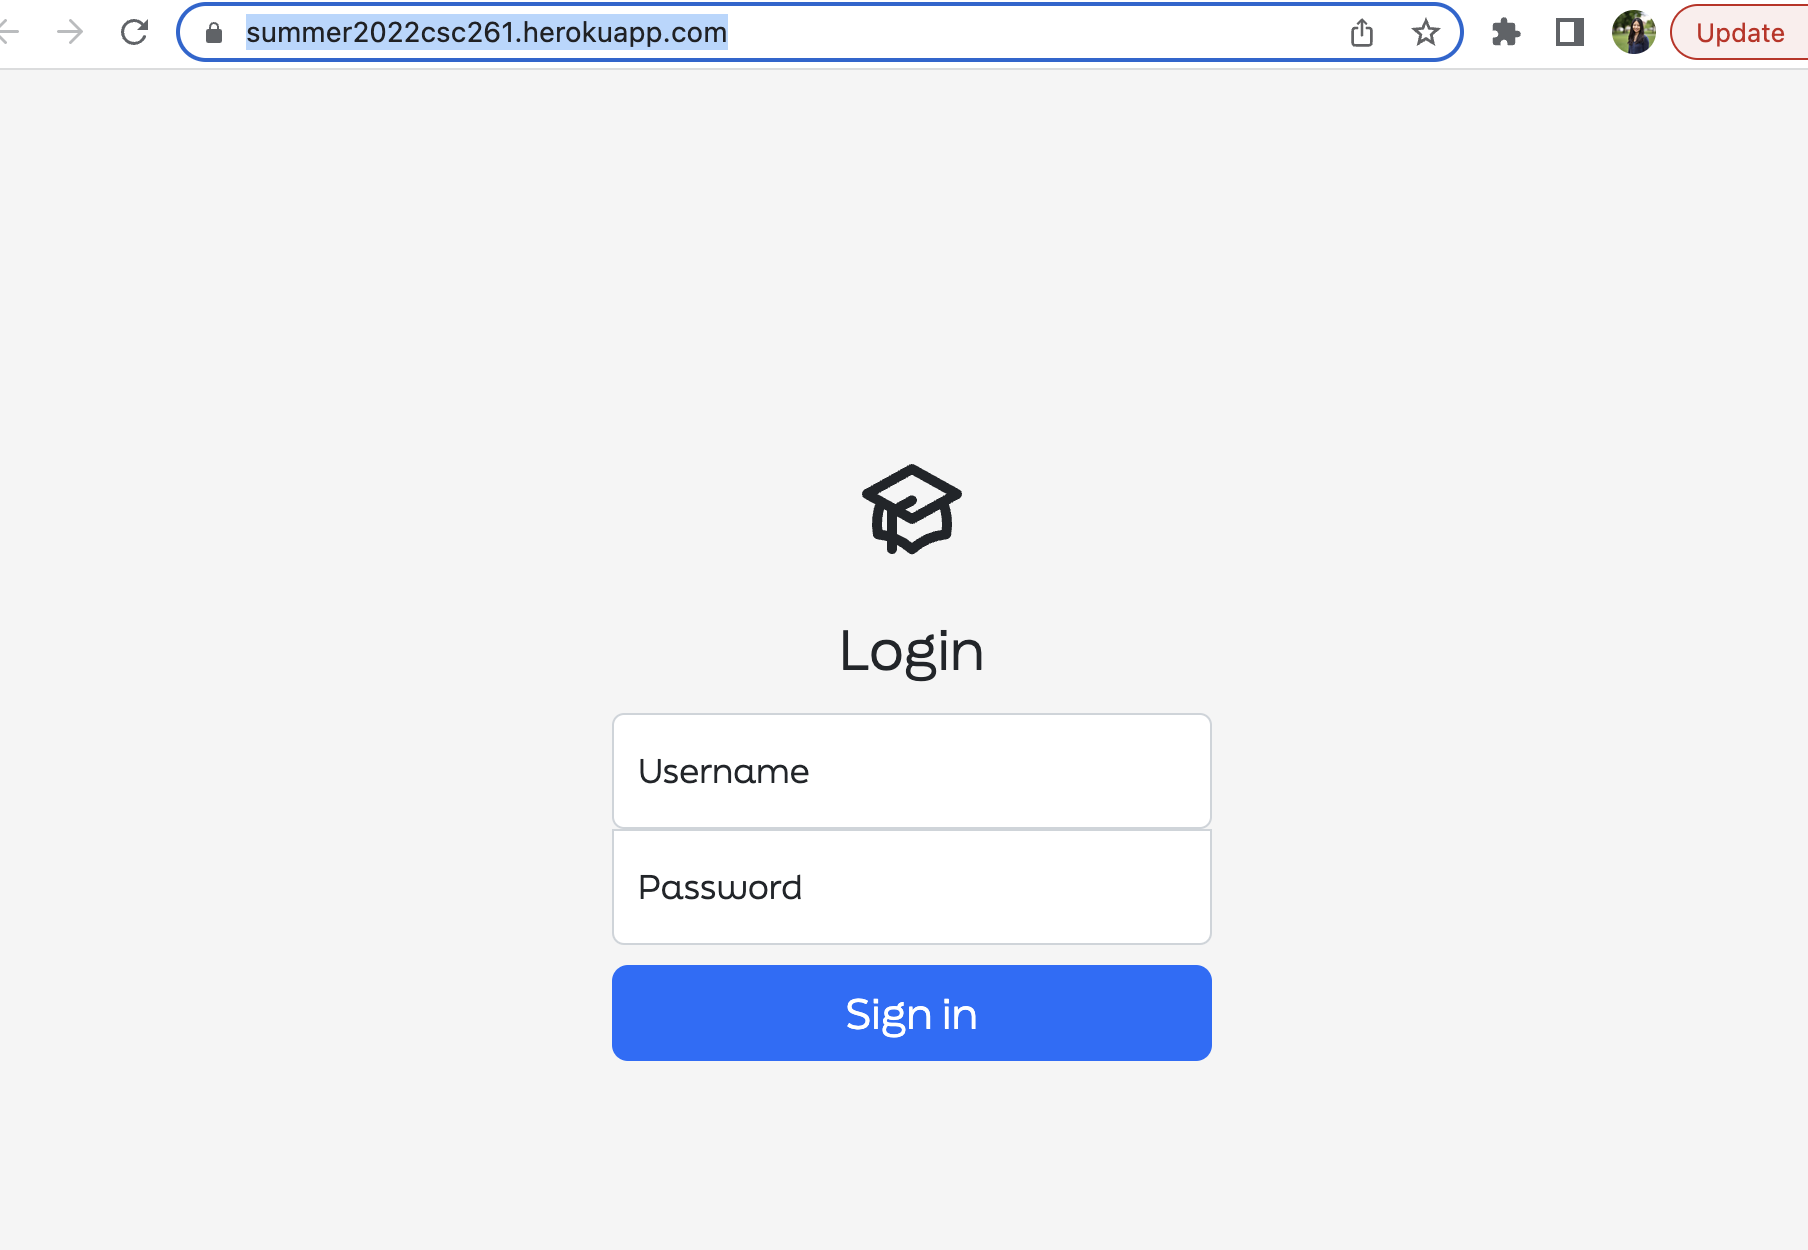 summer2022csc261.herokuapp.com
Update
Login
Username
Password
Sign in